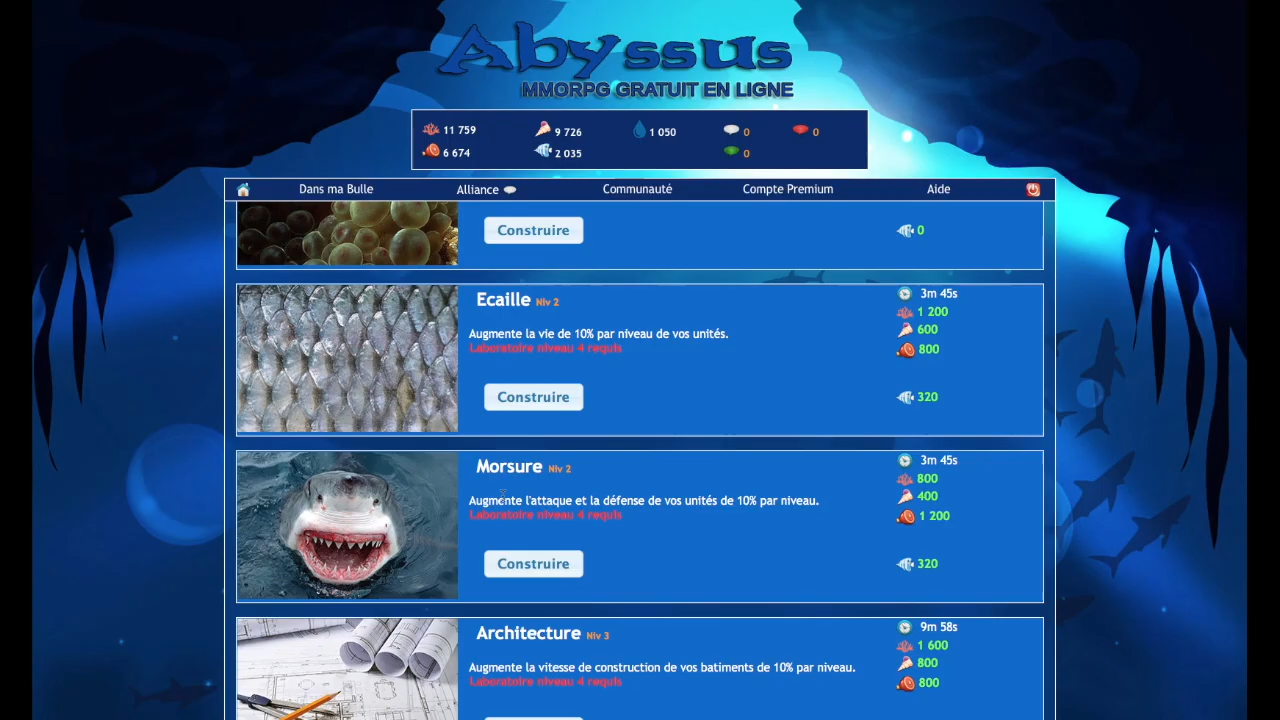 Abyssus
MMORPG GRATUIT EN LIGNE
11 759 9 726 1 050 0 0
6 674 2 035 0
Dans ma Bulle Alliance Communauté Compte Premium Aide
Construire 0
Ecaille Niv 2 3m 45s
1 200
Augmente la vie de 10% par niveau de vos unités. 600
Laboratoire niveau 4 requis 800
Construire 320
Morsure Niv 2 3m 45s
800
Augmente l'attaque et la défense de vos unités de 10% par niveau. 400
Laboratoire niveau 4 requis 1 200
Construire 320
Architecture Niv 3 9m 58s
1 600
Augmente la vitesse de construction de vos batiments de 10% par niveau. 800
Laboratoire niveau 4 requis 800